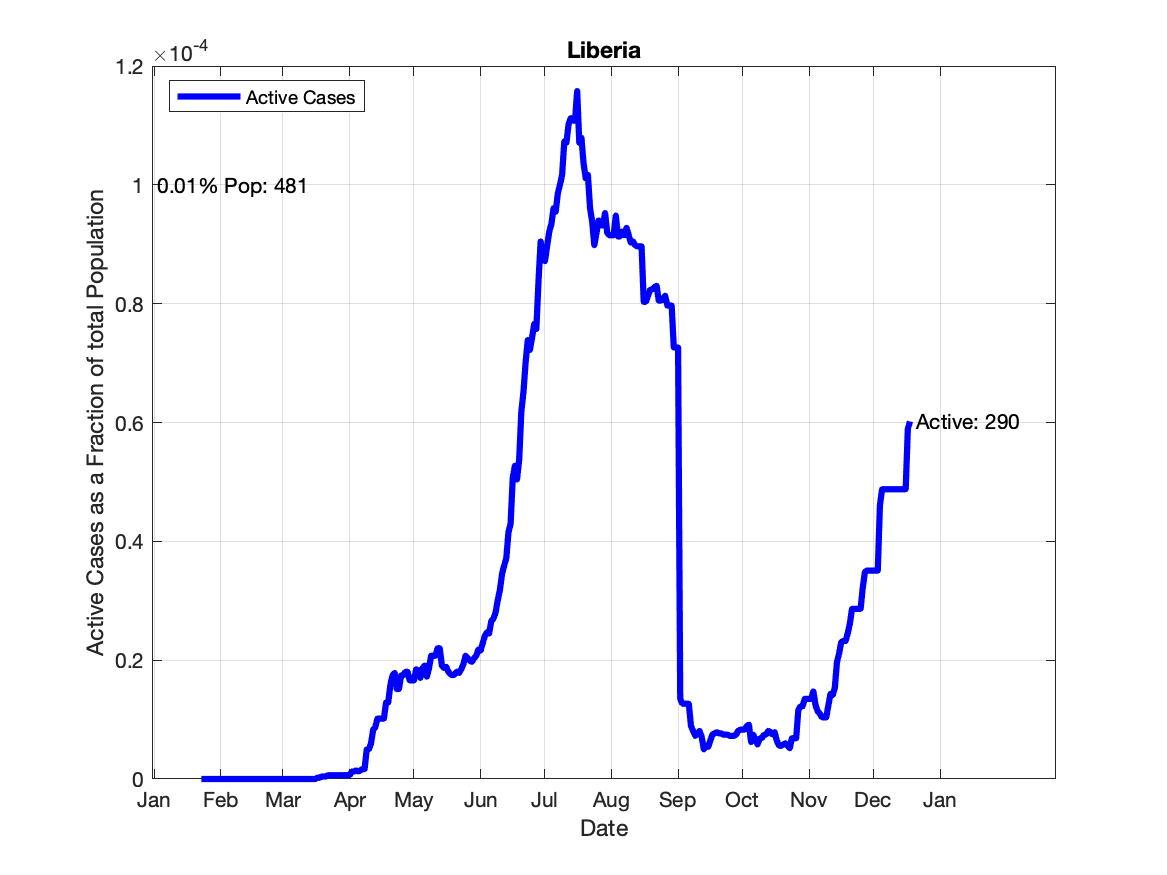 Liberia
×10-4
Active Cases
0.01% Pop: 481
Active: 290
Active Cases as a Fraction of total Population
1.2
1
0.8
0.6
0.4
0.2
0
Jan Feb Mar Apr May Jun Jul Aug Sep Oct Nov Dec Jan
Date